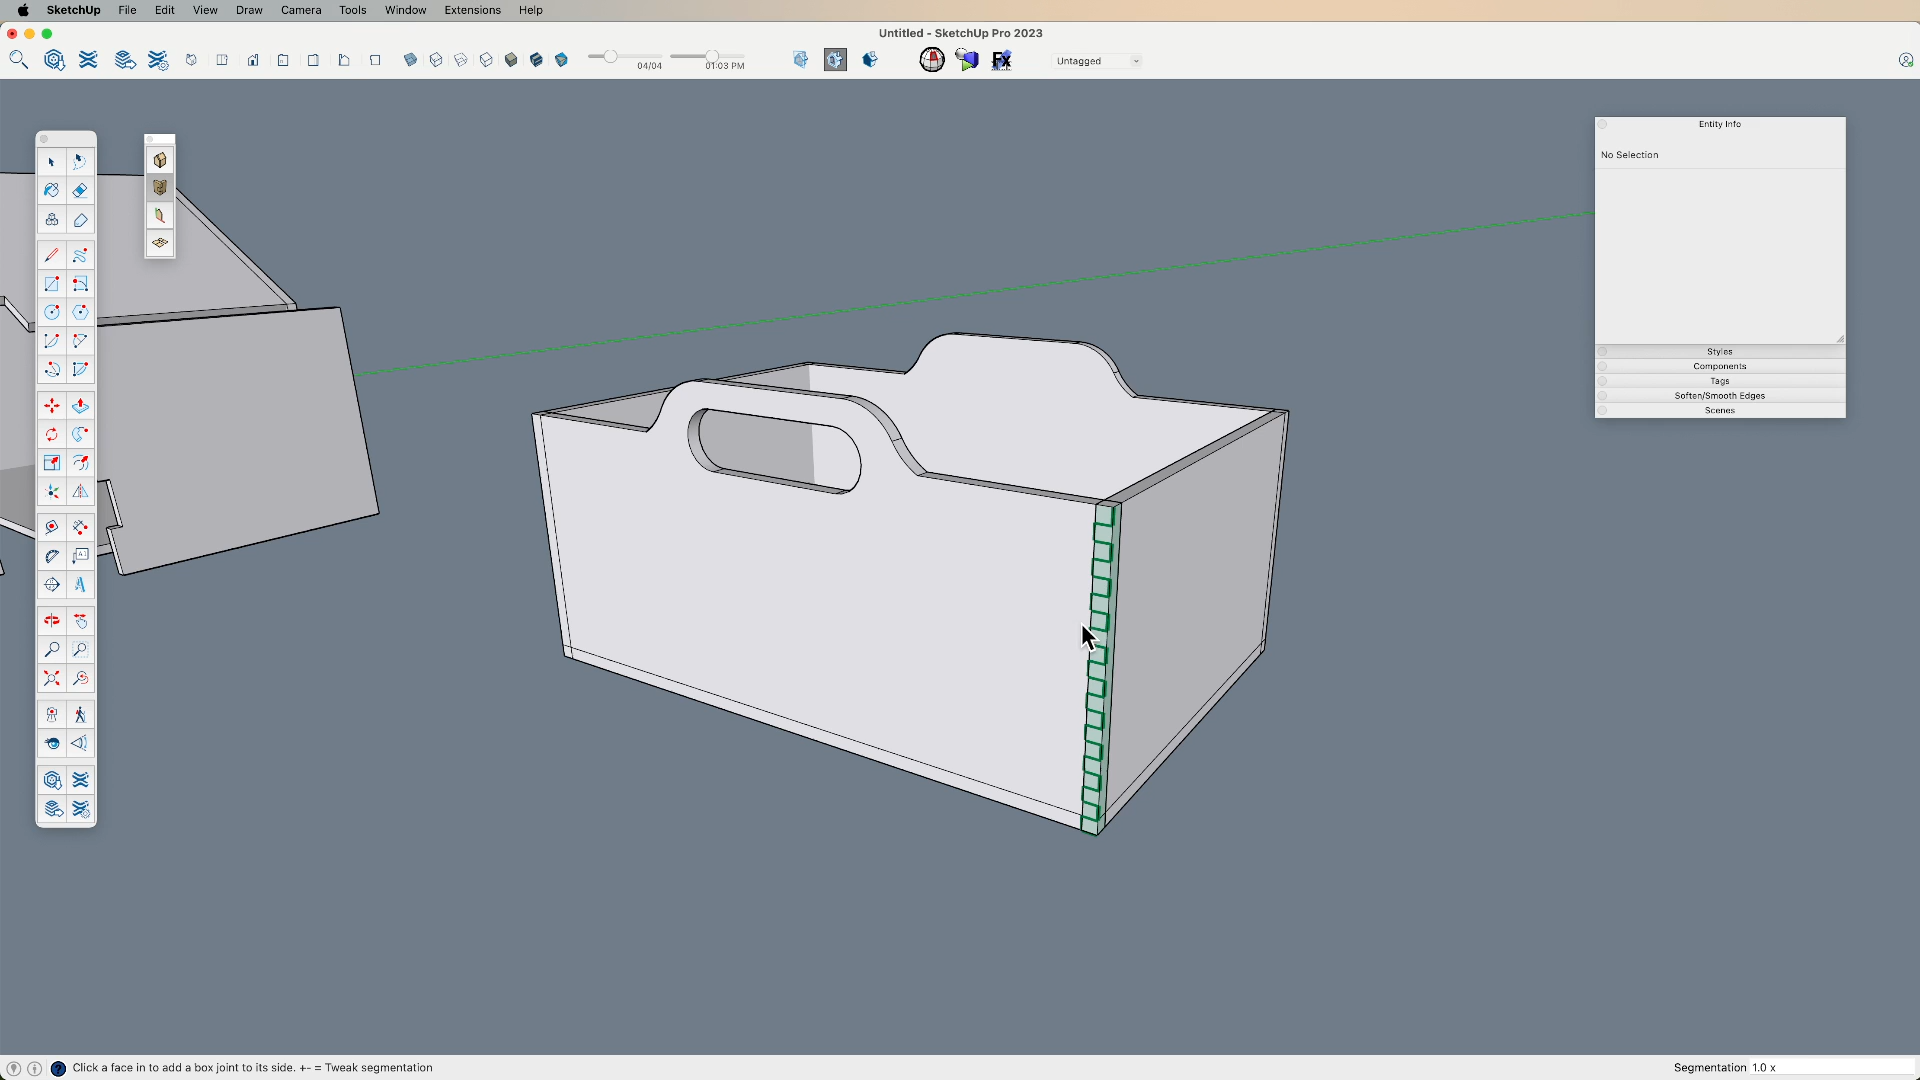 SketchUp File Edit View Draw Camera Tools Window Extensions Help
Untitled - SketchUp Pro 2023
04/04 01:03 PM
Untagged
Entity Info
No Selection
Styles
Components
Tags
Soften/Smooth Edges
Scenes
Click a face in to add a box joint to its side. +- = Tweak segmentation
Segmentation 1.0 x